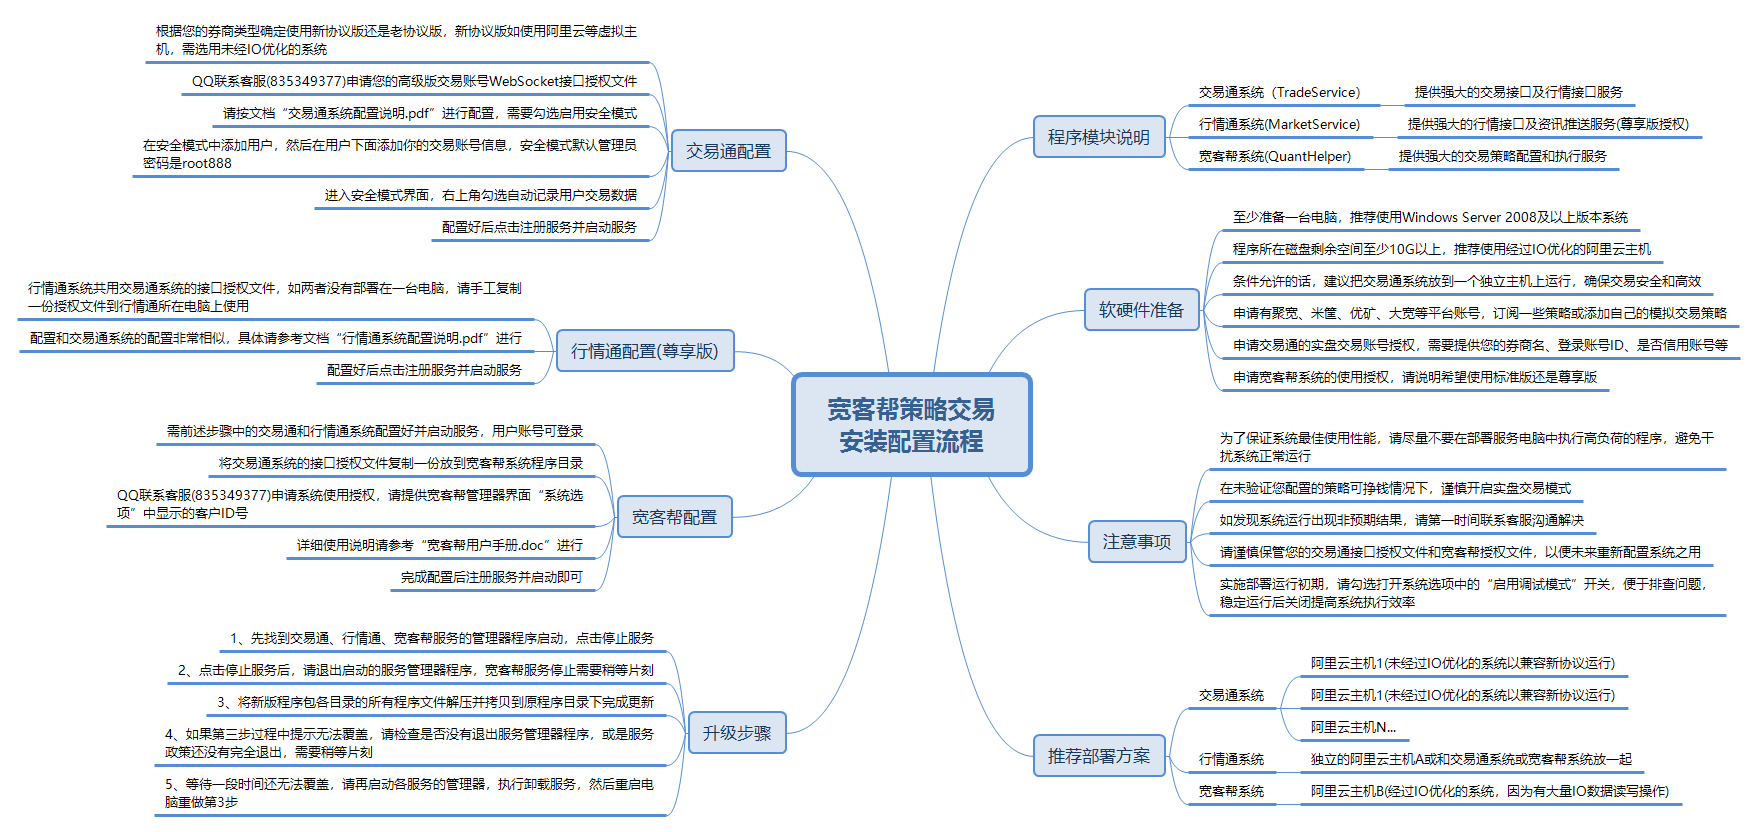 宽客帮策略交易
安装配置流程
程序模块说明
交易通系统（TradeService）
提供强大的交易接口及行情接口服务
行情通系统(MarketService)
提供强大的行情接口及资讯推送服务(尊享版授权)
宽客帮系统(QuantHelper)
提供强大的交易策略配置和执行服务
软硬件准备
至少准备一台电脑，推荐使用Windows Server 2008及以上版本系统
程序所在磁盘剩余空间至少10G以上，推荐使用经过IO优化的阿里云主机
条件允许的话，建议把交易通系统放到一个独立主机上运行，确保交易安全和高效
申请有聚宽、米筐、优矿、大宽等平台账号，订阅一些策略或添加自己的模拟交易策略
申请交易通的实盘交易账号授权，需要提供您的券商名、登录账号ID、是否信用账号等
申请宽客帮系统的使用授权，请说明希望使用标准版还是尊享版
注意事项
为了保证系统最佳使用性能，请尽量不要在部署服务电脑中执行高负荷的程序，避免干
扰系统正常运行
在未验证您配置的策略可挣钱情况下，谨慎开启实盘交易模式
如发现系统运行出现非预期结果，请第一时间联系客服沟通解决
请谨慎保管您的交易通接口授权文件和宽客帮授权文件，以便未来重新配置系统之用
实施部署运行初期，请勾选打开系统选项中的“启用调试模式”开关，便于排查问题，
稳定运行后关闭提高系统执行效率
推荐部署方案
交易通系统
阿里云主机1(未经过IO优化的系统以兼容新协议运行)
阿里云主机1(未经过IO优化的系统以兼容新协议运行)
阿里云主机N...
行情通系统
独立的阿里云主机A或和交易通系统或宽客帮系统放一起
宽客帮系统
阿里云主机B(经过IO优化的系统，因为有大量IO数据读写操作)
交易通配置
根据您的券商类型确定使用新协议版还是老协议版，新协议版如使用阿里云等虚拟主
机，需选用未经IO优化的系统
QQ联系客服(835349377)申请您的高级版交易账号WebSocket接口授权文件
请按文档“交易通系统配置说明.pdf”进行配置，需要勾选启用安全模式
在安全模式中添加用户，然后在用户下面添加你的交易账号信息，安全模式默认管理员
密码是root888
进入安全模式界面，右上角勾选自动记录用户交易数据
配置好后点击注册服务并启动服务
行情通配置(尊享版)
行情通系统共用交易通系统的接口授权文件，如两者没有部署在一台电脑，请手工复制
一份授权文件到行情通所在电脑上使用
配置和交易通系统的配置非常相似，具体请参考文档“行情通系统配置说明.pdf”进行
配置好后点击注册服务并启动服务
宽客帮配置
需前述步骤中的交易通和行情通系统配置好并启动服务，用户账号可登录
将交易通系统的接口授权文件复制一份放到宽客帮系统程序目录
QQ联系客服(835349377)申请系统使用授权，请提供宽客帮管理器界面“系统选
项”中显示的客户ID号
详细使用说明请参考“宽客帮用户手册.doc”进行
完成配置后注册服务并启动即可
升级步骤
1、先找到交易通、行情通、宽客帮服务的管理器程序启动，点击停止服务
2、点击停止服务后，请退出启动的服务管理器程序，宽客帮服务停止需要稍等片刻
3、将新版程序包各目录的所有程序文件解压并拷贝到原程序目录下完成更新
4、如果第三步过程中提示无法覆盖，请检查是否没有退出服务管理器程序，或是服务
政策还没有完全退出，需要稍等片刻
5、等待一段时间还无法覆盖，请再启动各服务的管理器，执行卸载服务，然后重启电
脑重做第3步